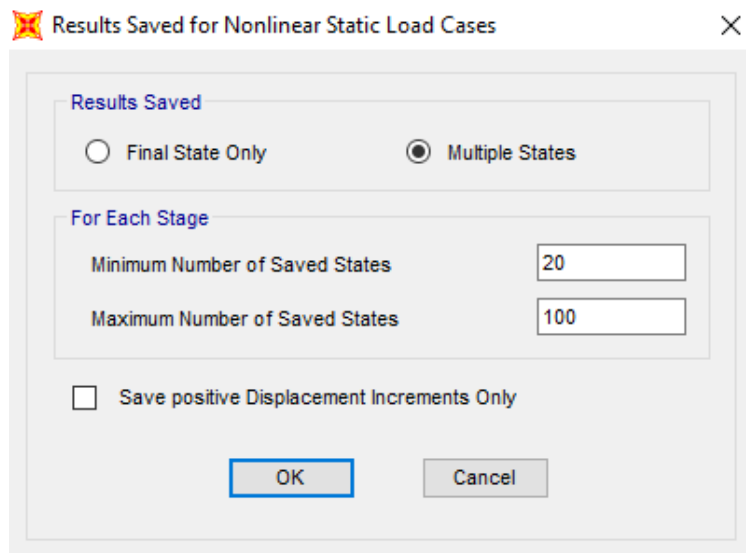 Results Saved for Nonlinear Static Load Cases
Results Saved
Final State Only
Multiple States
For Each Stage
Minimum Number of Saved States
20
Maximum Number of Saved States
100
Save positive Displacement Increments Only
OK
Cancel